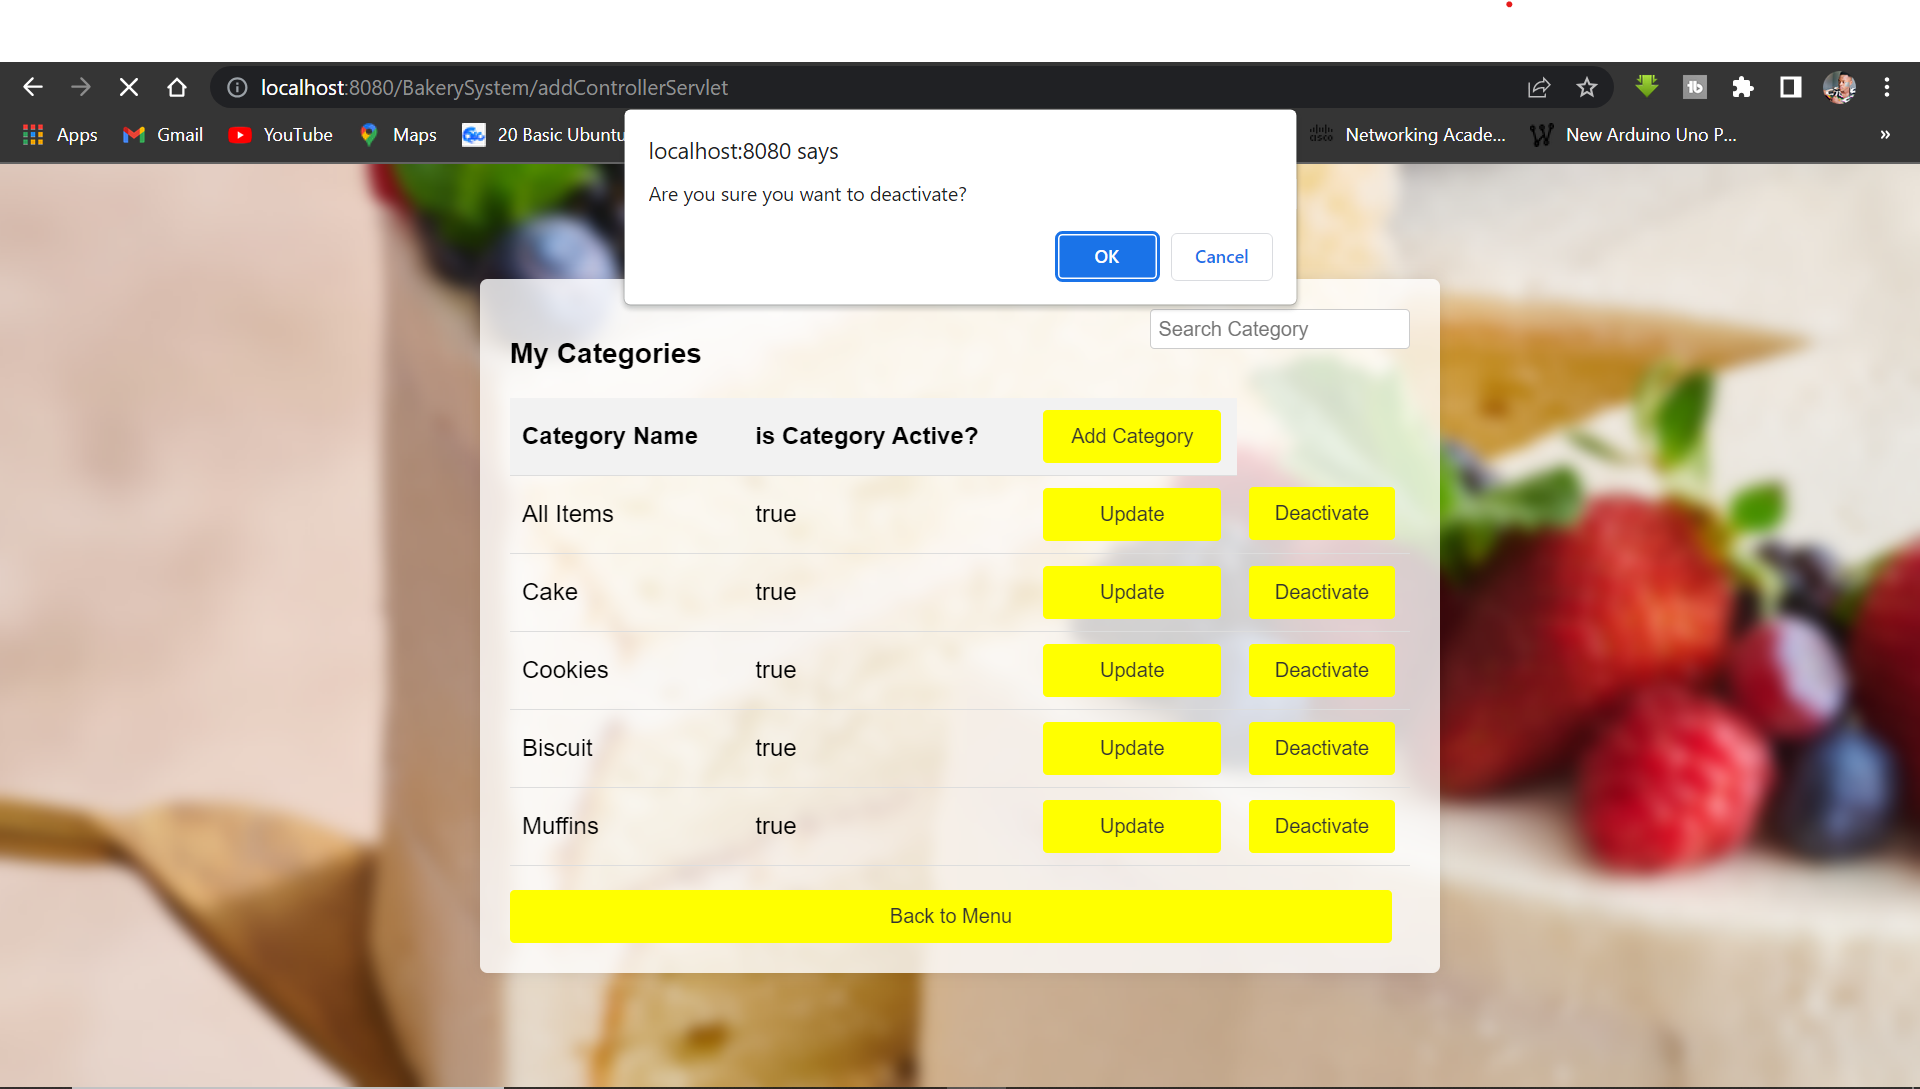 localhost:8080/BakerySystem/addControllerServlet
Apps Gmail YouTube Maps 20 Basic Ubuntu Networking Acade... New Arduino Uno P... »
localhost:8080 says
Are you sure you want to deactivate?
OK Cancel
Search Category
My Categories
Category Name is Category Active? Add Category
All Items true Update Deactivate
Cake true Update Deactivate
Cookies true Update Deactivate
Biscuit true Update Deactivate
Muffins true Update Deactivate
Back to Menu